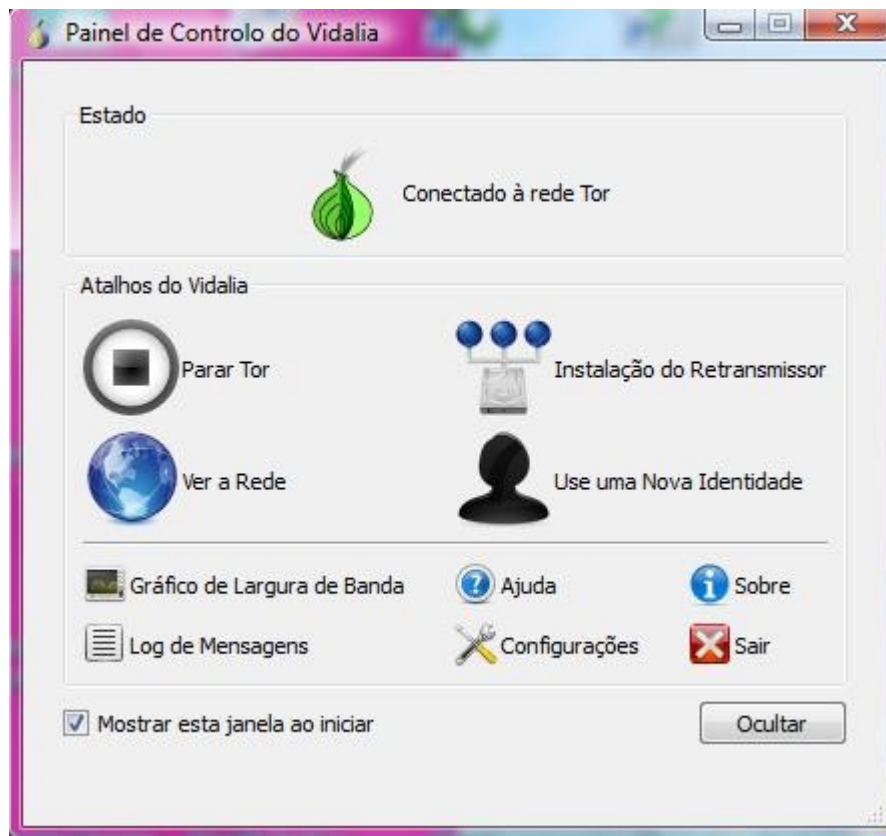 Painel de Controlo do Vidalia
Estado
Conectado à rede Tor
Atalhos do Vidalia
Parar Tor
Instalação do Retransmissor
Ver a Rede
Use uma Nova Identidade
Gráfico de Largura de Banda
Ajuda
Sobre
Log de Mensagens
Configurações
Sair
Mostrar esta janela ao iniciar
Ocultar